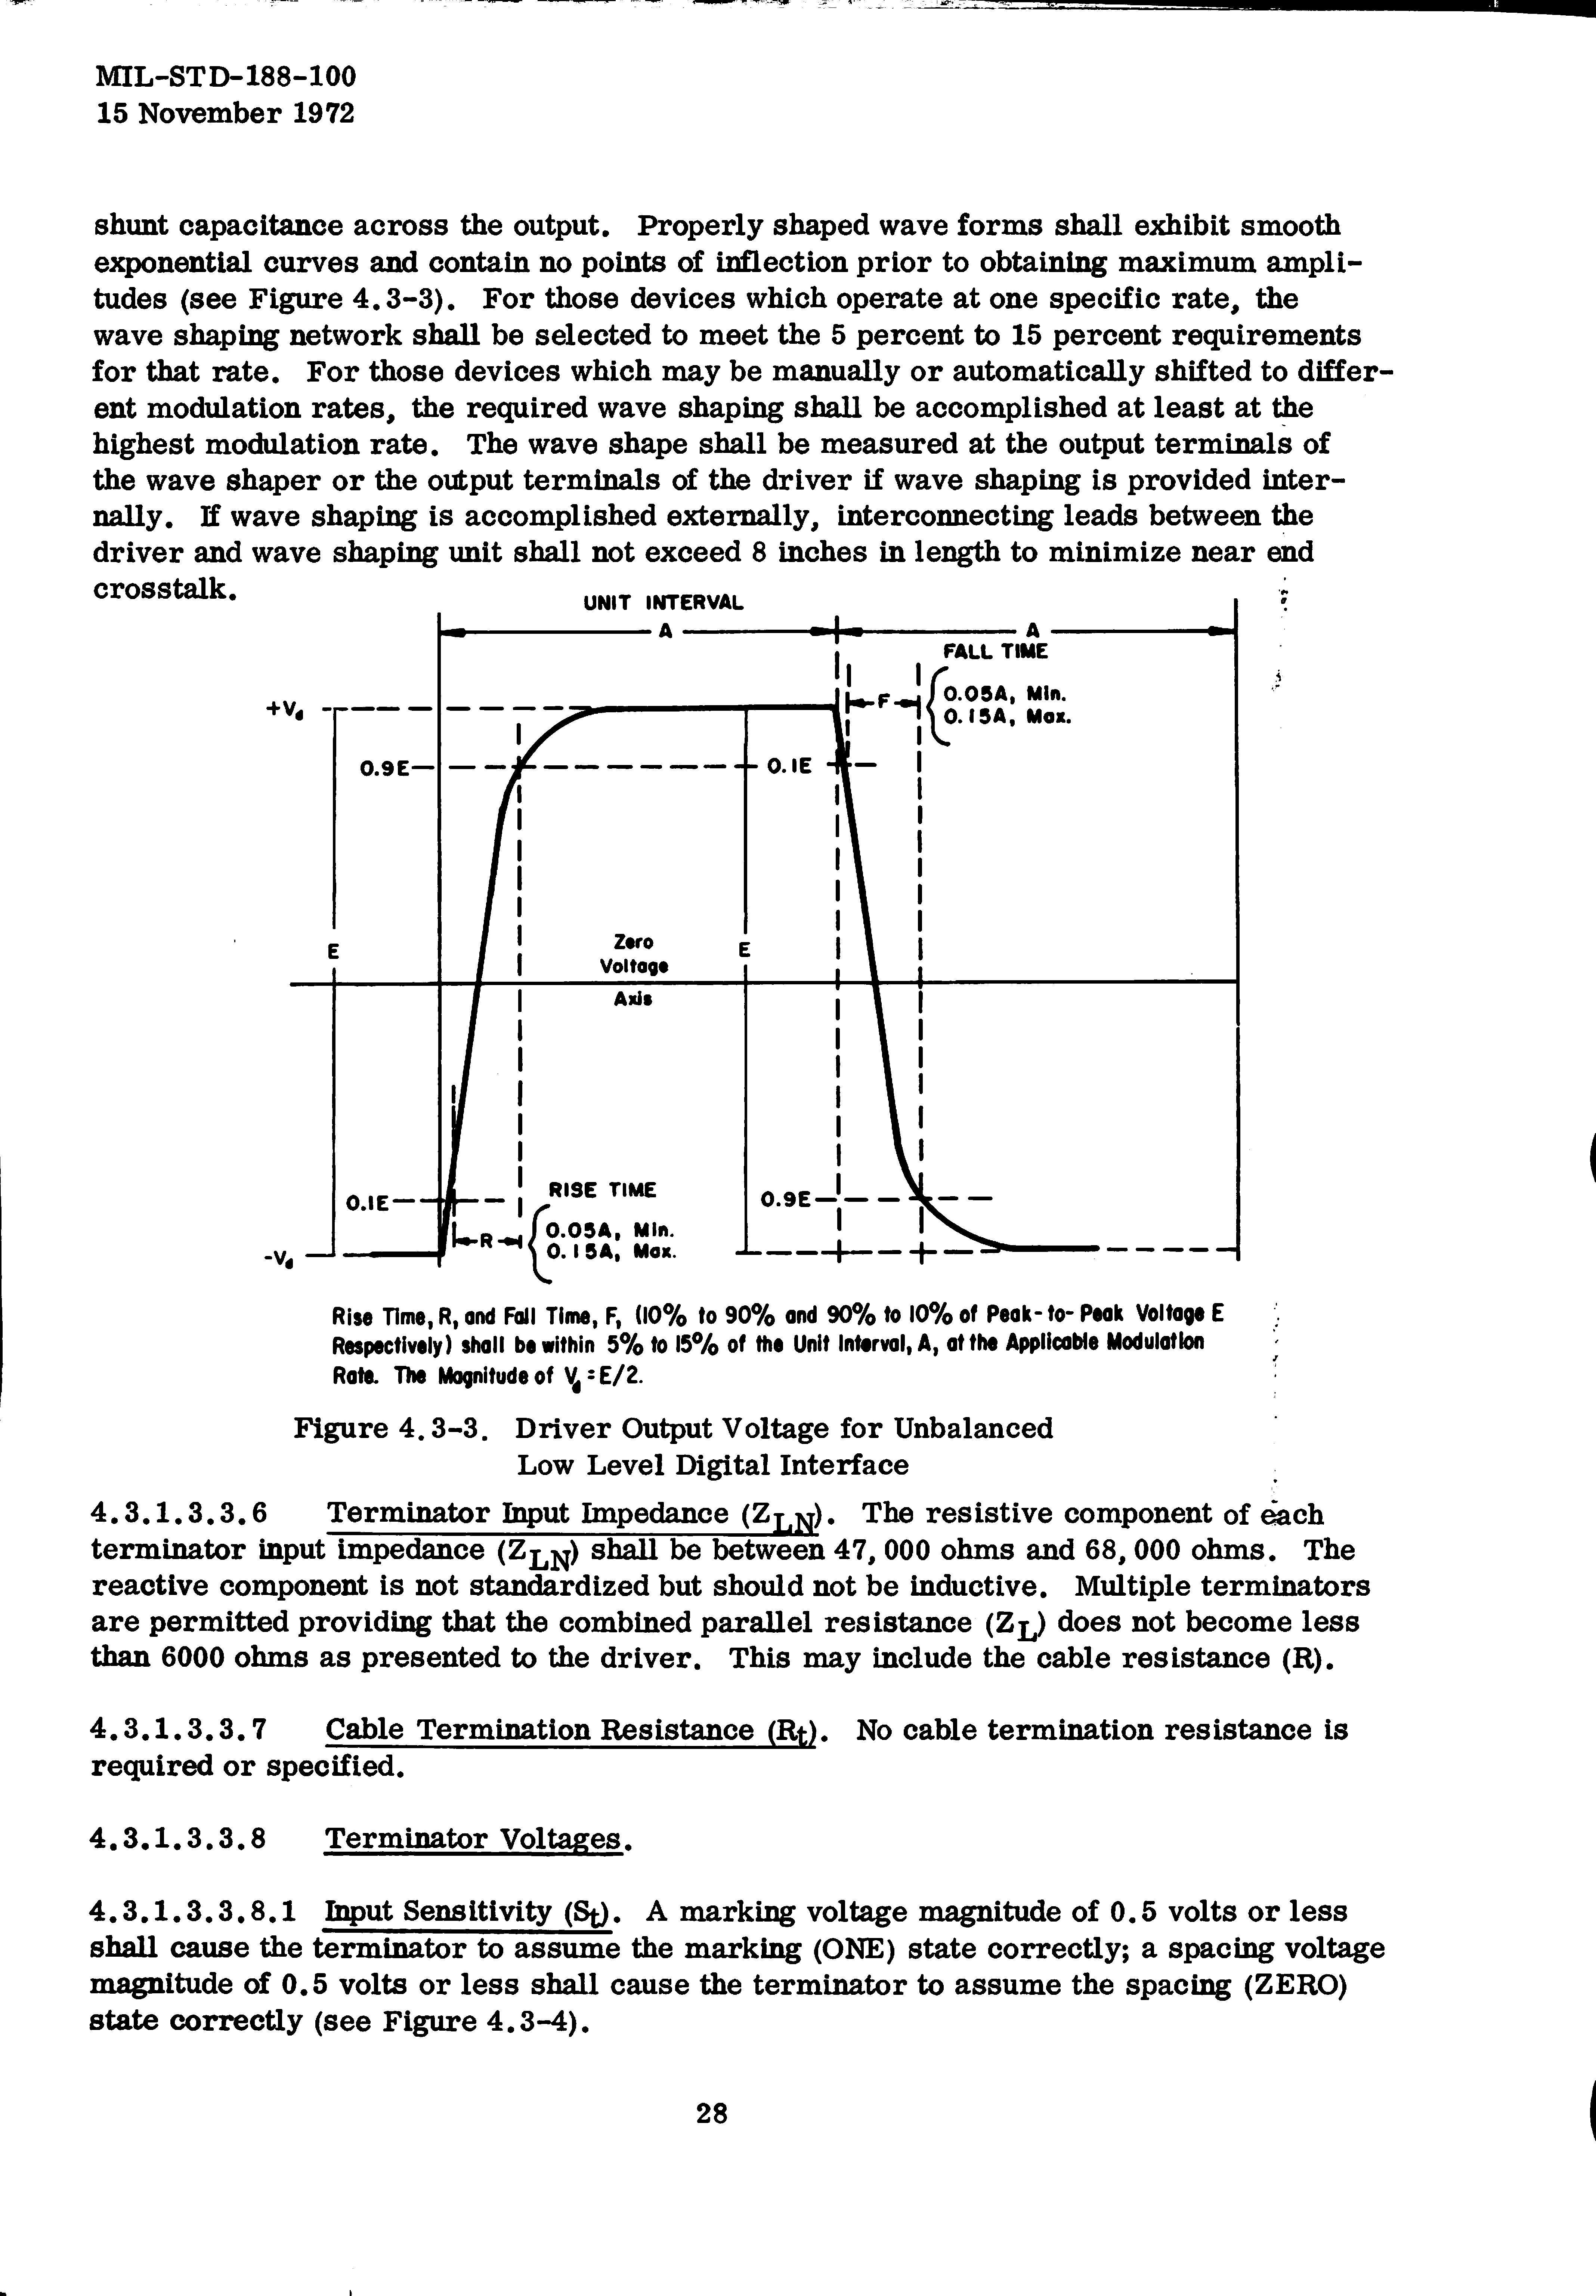 MIL-STD-188-100
15 November 1972
shunt capacitance across the output. Properly shaped wave forms shall exhibit smooth
exponential curves and contain no points of inflection prior to obtaining maximum ampli-
tudes (see Figure 4.3-3). For those devices which operate at one specific rate, the
wave shaping network shall be selected to meet the 5 percent to 15 percent requirements
for that rate. For those devices which may be manually or automatically shifted to differ-
ent modulation rates, the required wave shaping shall be accomplished at least at the
highest modulation rate. The wave shape shall be measured at the output terminals of
the wave shaper or the output terminals of the driver if wave shaping is provided inter-
nally. If wave shaping is accomplished externally, interconnecting leads between the
driver and wave shaping unit shall not exceed 8 inches in length to minimize near end
crosstalk.
UNIT INTERVAL
A A
FALL TIME
F
0.05A, Min.
0.15A, Max.
+Vd
0.9E
0.1E
E
Zero
Voltage
Axis
E
0.1E
RISE TIME
0.9E
R
0.05A, Min.
0.15A, Max.
-Vd
Rise Time, R, and Fall Time, F, (10% to 90% and 90% to 10% of Peak-to-Peak Voltage E
Respectively) shall be within 5% to 15% of the Unit Interval, A, at the Applicable Modulation
Rate. The Magnitude of Vd = E/2.
Figure 4.3-3. Driver Output Voltage for Unbalanced
Low Level Digital Interface
4.3.1.3.3.6 Terminator Input Impedance (ZLN). The resistive component of each
terminator input impedance (ZLN) shall be between 47,000 ohms and 68,000 ohms. The
reactive component is not standardized but should not be inductive. Multiple terminators
are permitted providing that the combined parallel resistance (ZL) does not become less
than 6000 ohms as presented to the driver. This may include the cable resistance (R).
4.3.1.3.3.7 Cable Termination Resistance (Rt). No cable termination resistance is
required or specified.
4.3.1.3.3.8 Terminator Voltages.
4.3.1.3.3.8.1 Input Sensitivity (St). A marking voltage magnitude of 0.5 volts or less
shall cause the terminator to assume the marking (ONE) state correctly; a spacing voltage
magnitude of 0.5 volts or less shall cause the terminator to assume the spacing (ZERO)
state correctly (see Figure 4.3-4).
28